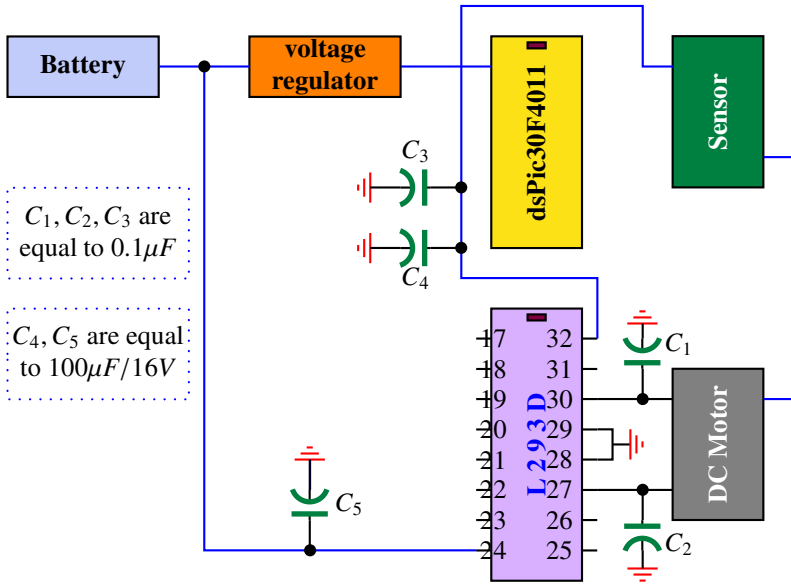 Battery
voltage
regulator
dsPic30F4011
Sensor
C₃
C₄
C₁, C₂, C₃ are
equal to 0.1μF
C₄, C₅ are equal
to 100μF/16V
17 32
18 31
19 30
20 29
21 28
22 27
23 26
24 25
L293D
C₁
DC Motor
C₅
C₂